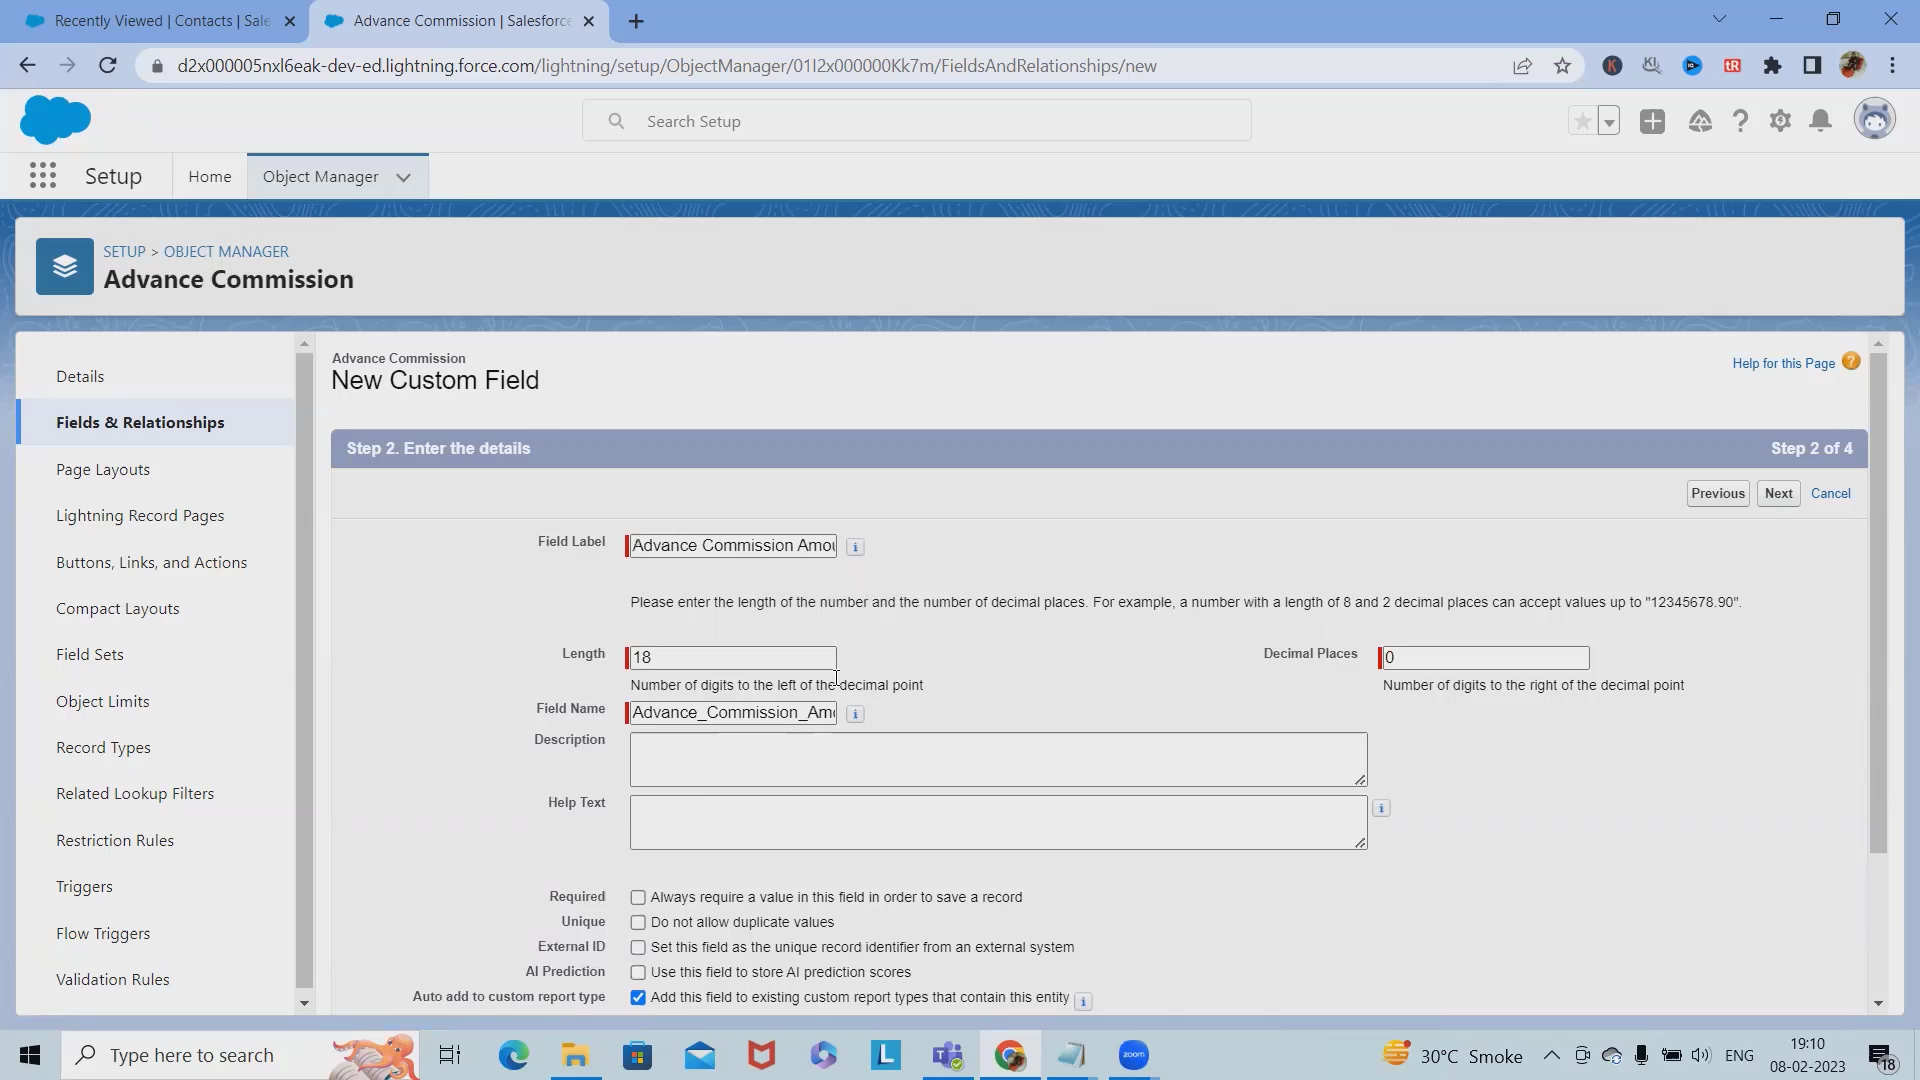 Recently Viewed | Contacts | Sale
Advance Commission | Salesforce
d2x000005nxl6eak-dev-ed.lightning.force.com/lightning/setup/ObjectManager/01I2x000000Kk7m/FieldsAndRelationships/new
Search Setup
Setup
Home
Object Manager
SETUP > OBJECT MANAGER
Advance Commission
Details
Fields & Relationships
Page Layouts
Lightning Record Pages
Buttons, Links, and Actions
Compact Layouts
Field Sets
Object Limits
Record Types
Related Lookup Filters
Restriction Rules
Triggers
Flow Triggers
Validation Rules
Advance Commission
New Custom Field
Help for this Page
Step 2. Enter the details
Step 2 of 4
Previous Next Cancel
Field Label Advance Commission Amou
Please enter the length of the number and the number of decimal places. For example, a number with a length of 8 and 2 decimal places can accept values up to "12345678.90".
Length 18
Decimal Places 0
Number of digits to the left of the decimal point
Number of digits to the right of the decimal point
Field Name Advance_Commission_Amo
Description
Help Text
Required Always require a value in this field in order to save a record
Unique Do not allow duplicate values
External ID Set this field as the unique record identifier from an external system
AI Prediction Use this field to store AI prediction scores
Auto add to custom report type Add this field to existing custom report types that contain this entity
Type here to search
zoom
30°C Smoke
ENG
19:10
08-02-2023
18